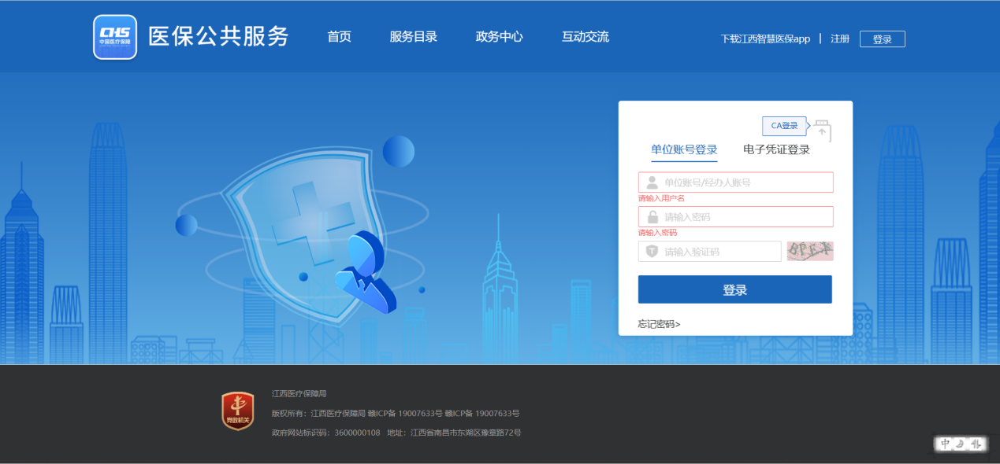 CHS
中国医疗保障
医保公共服务
首页 服务目录 政务中心 互动交流
下载江西智慧医保app | 注册 登录
CA登录
单位账号登录 电子凭证登录
单位账号/经办人账号
请输入用户名
请输入密码
请输入密码
请输入验证码
登录
忘记密码>
党政机关
江西医疗保障局
版权所有：江西医疗保障局 赣ICP备 19007633号 赣ICP备 19007633号
政府网站标识码：3600000108 地址：江西省南昌市东湖区豫章路72号
中